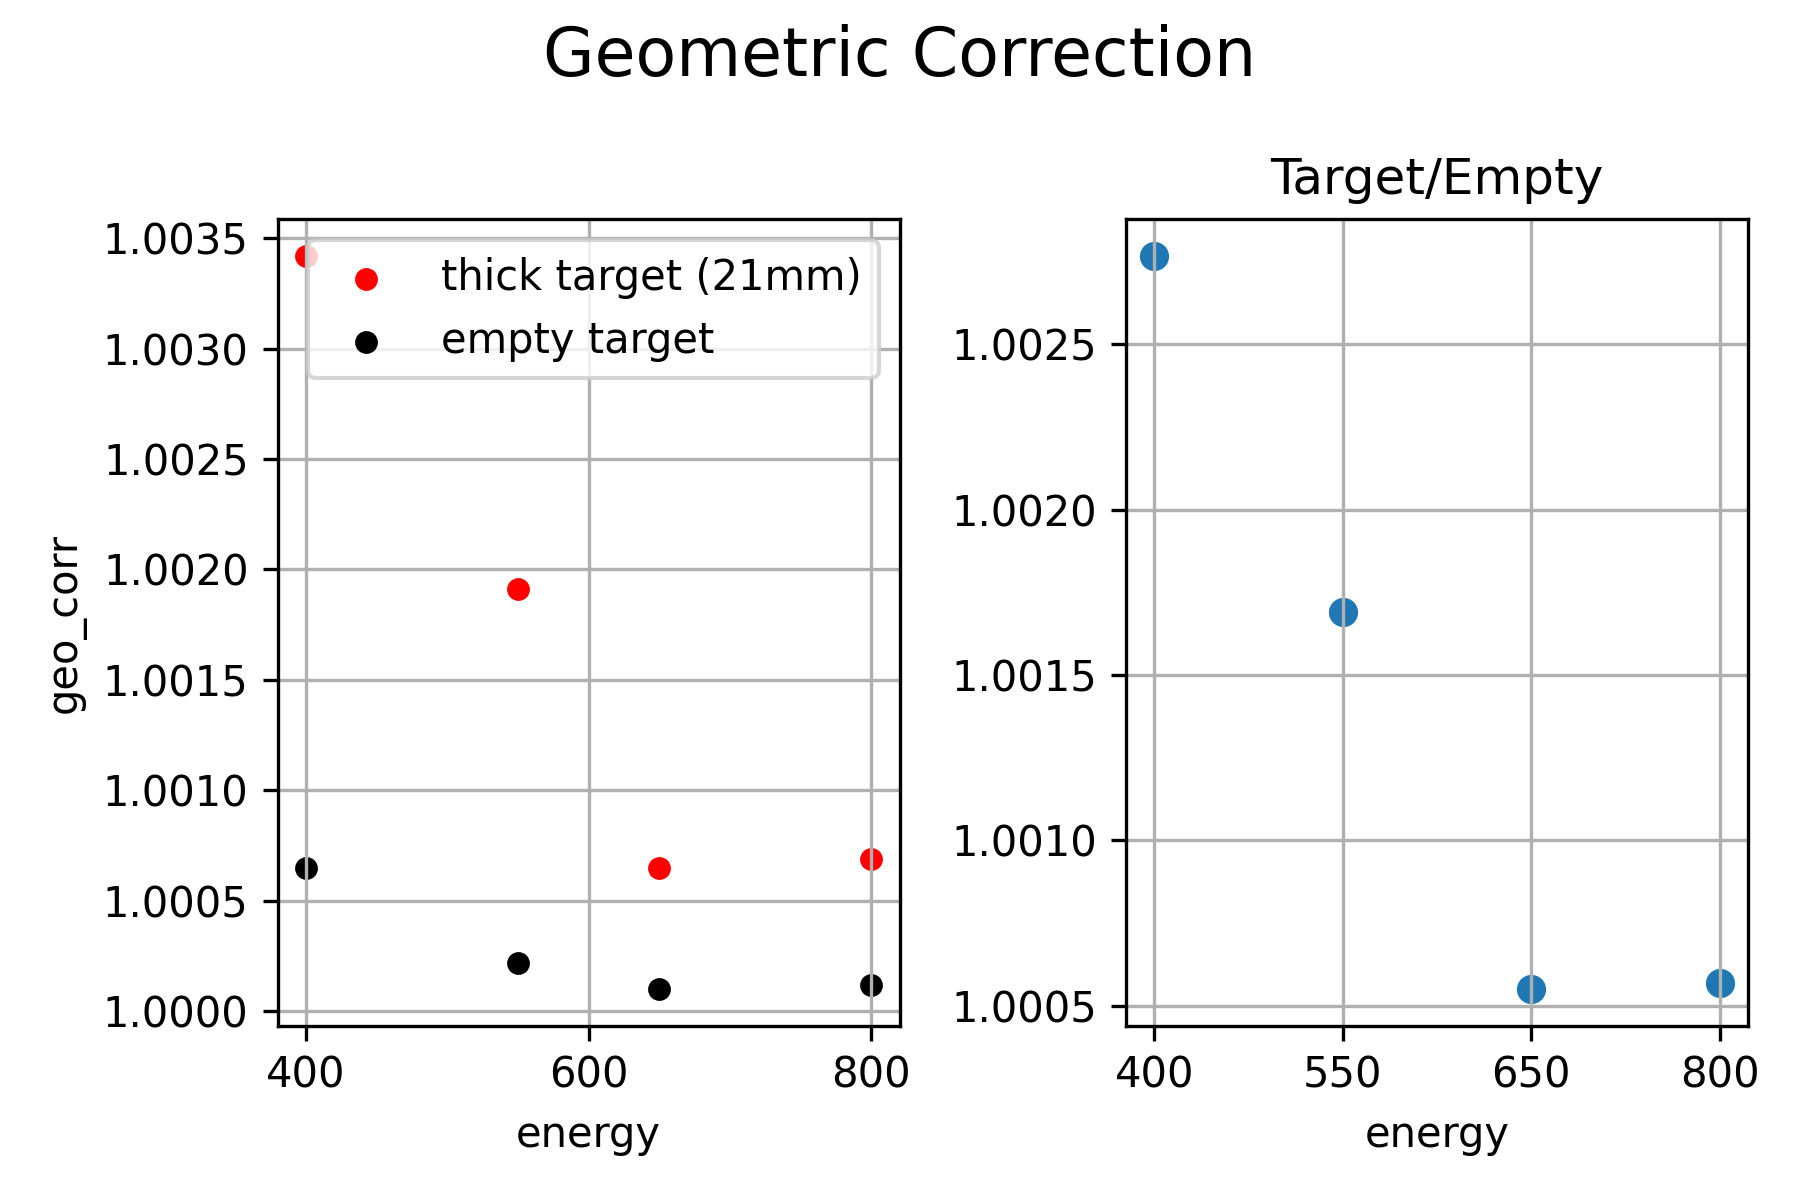 Geometric Correction
geo_corr
1.0035
1.0030
1.0025
1.0020
1.0015
1.0010
1.0005
1.0000
thick target (21mm)
empty target
400 600 800
energy
Target/Empty
1.0025
1.0020
1.0015
1.0010
1.0005
400 550 650 800
energy